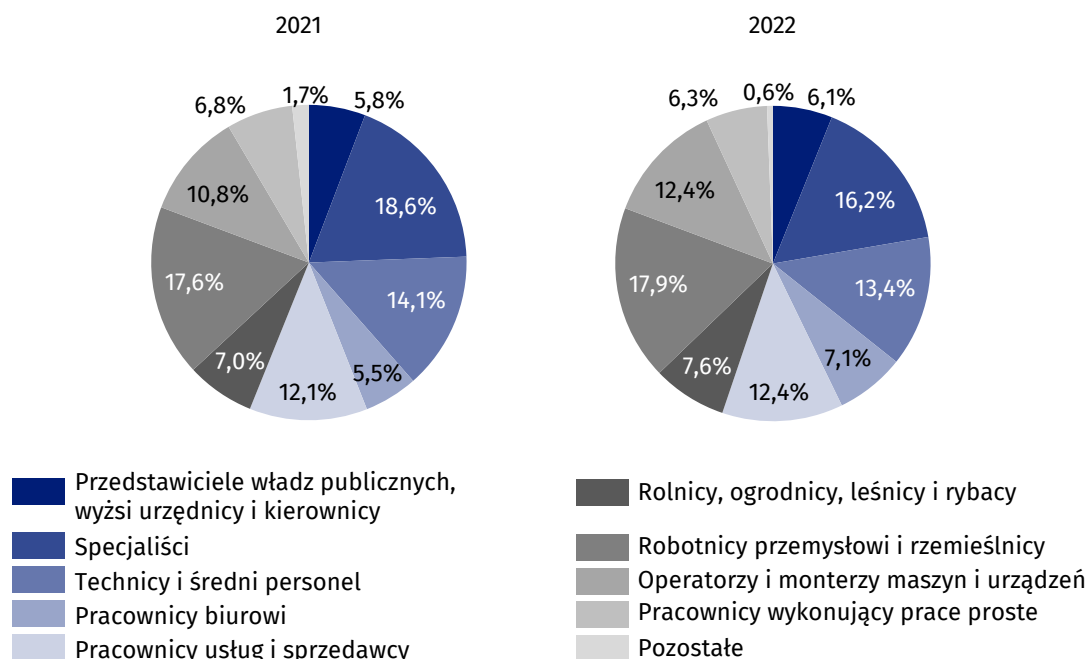 2021
2022
1,7%
5,8%
6,8%
10,8%
18,6%
17,6%
14,1%
7,0%
5,5%
12,1%
0,6%
6,1%
6,3%
12,4%
16,2%
17,9%
13,4%
7,6%
7,1%
12,4%
Przedstawiciele władz publicznych,
wyżsi urzędnicy i kierownicy
Specjaliści
Technicy i średni personel
Pracownicy biurowi
Pracownicy usług i sprzedawcy
Rolnicy, ogrodnicy, leśnicy i rybacy
Robotnicy przemysłowi i rzemieślnicy
Operatorzy i monterzy maszyn i urządzeń
Pracownicy wykonujący prace proste
Pozostałe